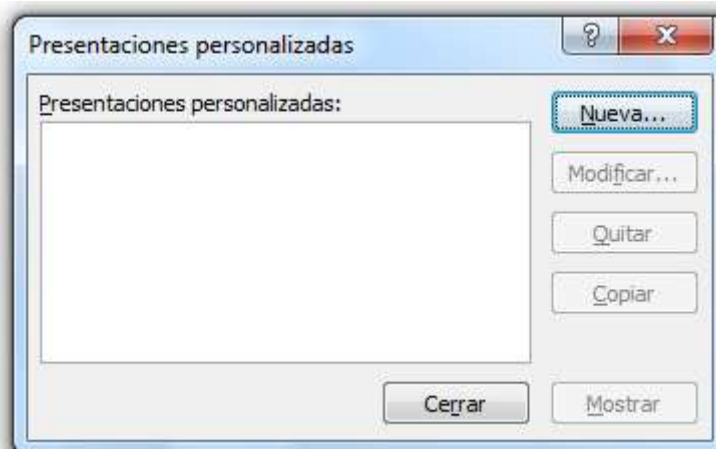 Presentaciones personalizadas
Presentaciones personalizadas:
Nueva...
Modificar...
Quitar
Copiar
Cerrar
Mostrar